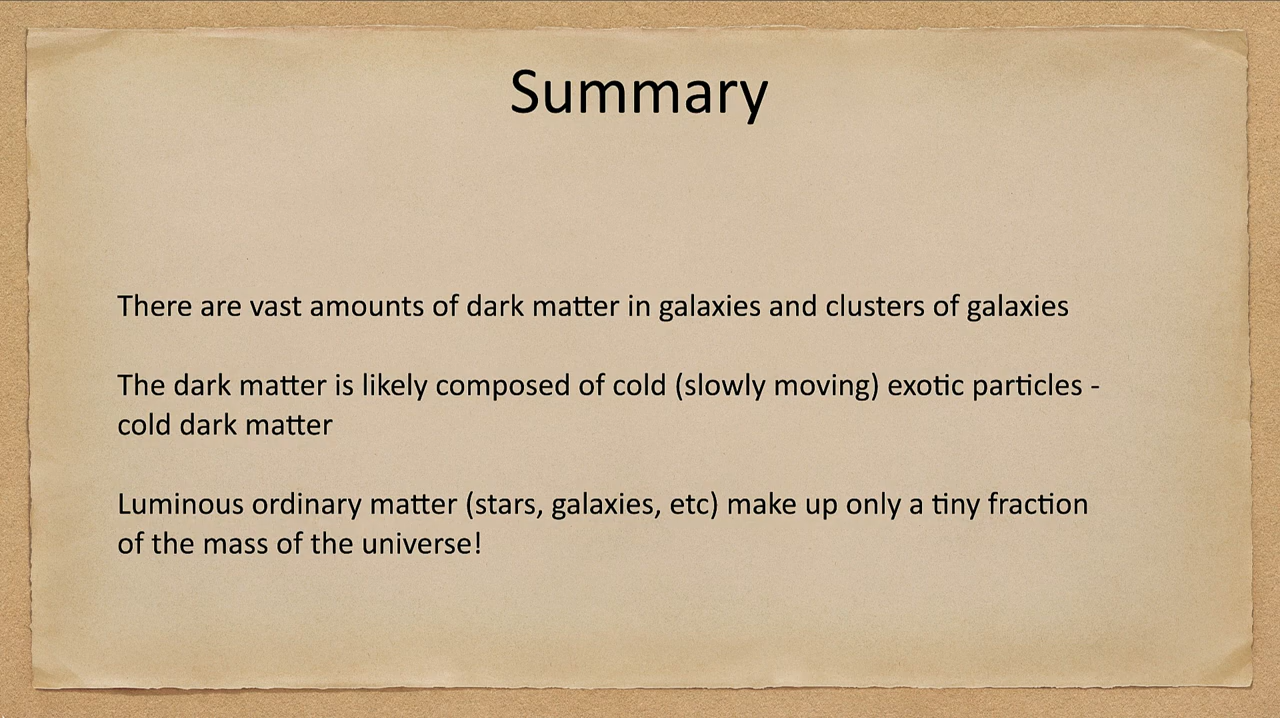 Summary
There are vast amounts of dark matter in galaxies and clusters of galaxies
The dark matter is likely composed of cold (slowly moving) exotic particles -
cold dark matter
Luminous ordinary matter (stars, galaxies, etc) make up only a tiny fraction
of the mass of the universe!